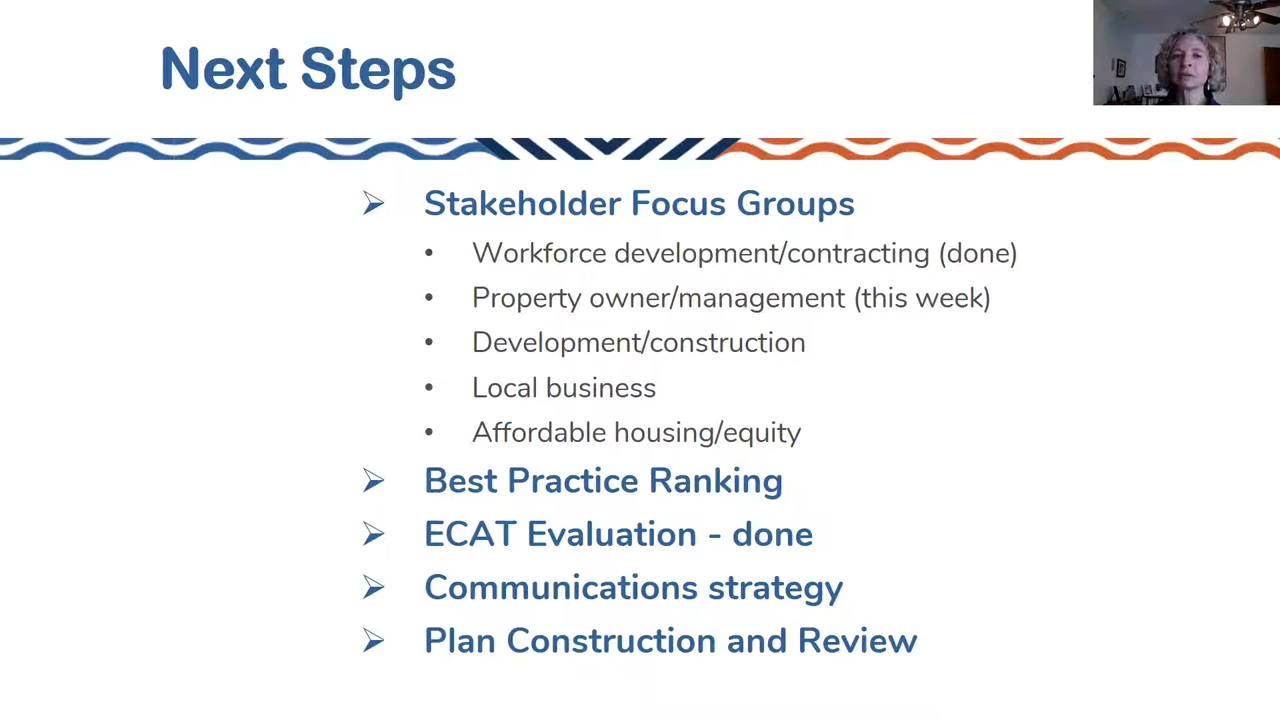 Next Steps
➢ Stakeholder Focus Groups
• Workforce development/contracting (done)
• Property owner/management (this week)
• Development/construction
• Local business
• Affordable housing/equity
➢ Best Practice Ranking
➢ ECAT Evaluation - done
➢ Communications strategy
➢ Plan Construction and Review